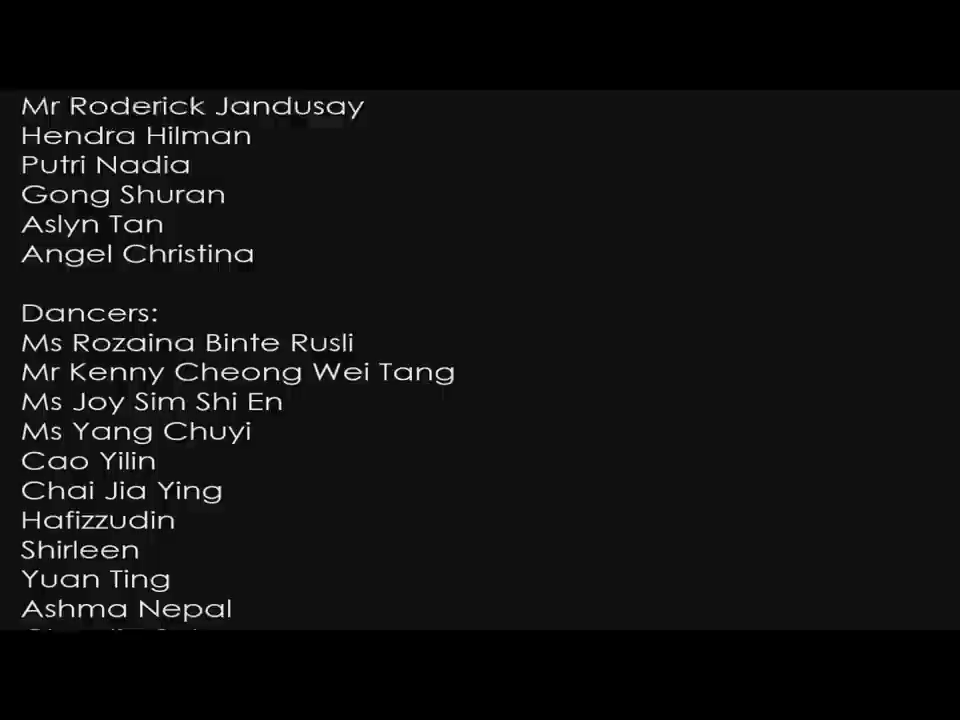 Mr Roderick Jandusay
Hendra Hilman
Putri Nadia
Gong Shuran
Aslyn Tan
Angel Christina
Dancers:
Ms Rozaina Binte Rusli
Mr Kenny Cheong Wei Tang
Ms Joy Sim Shi En
Ms Yang Chuyi
Cao Yilin
Chai Jia Ying
Hafizzudin
Shirleen
Yuan Ting
Ashma Nepal